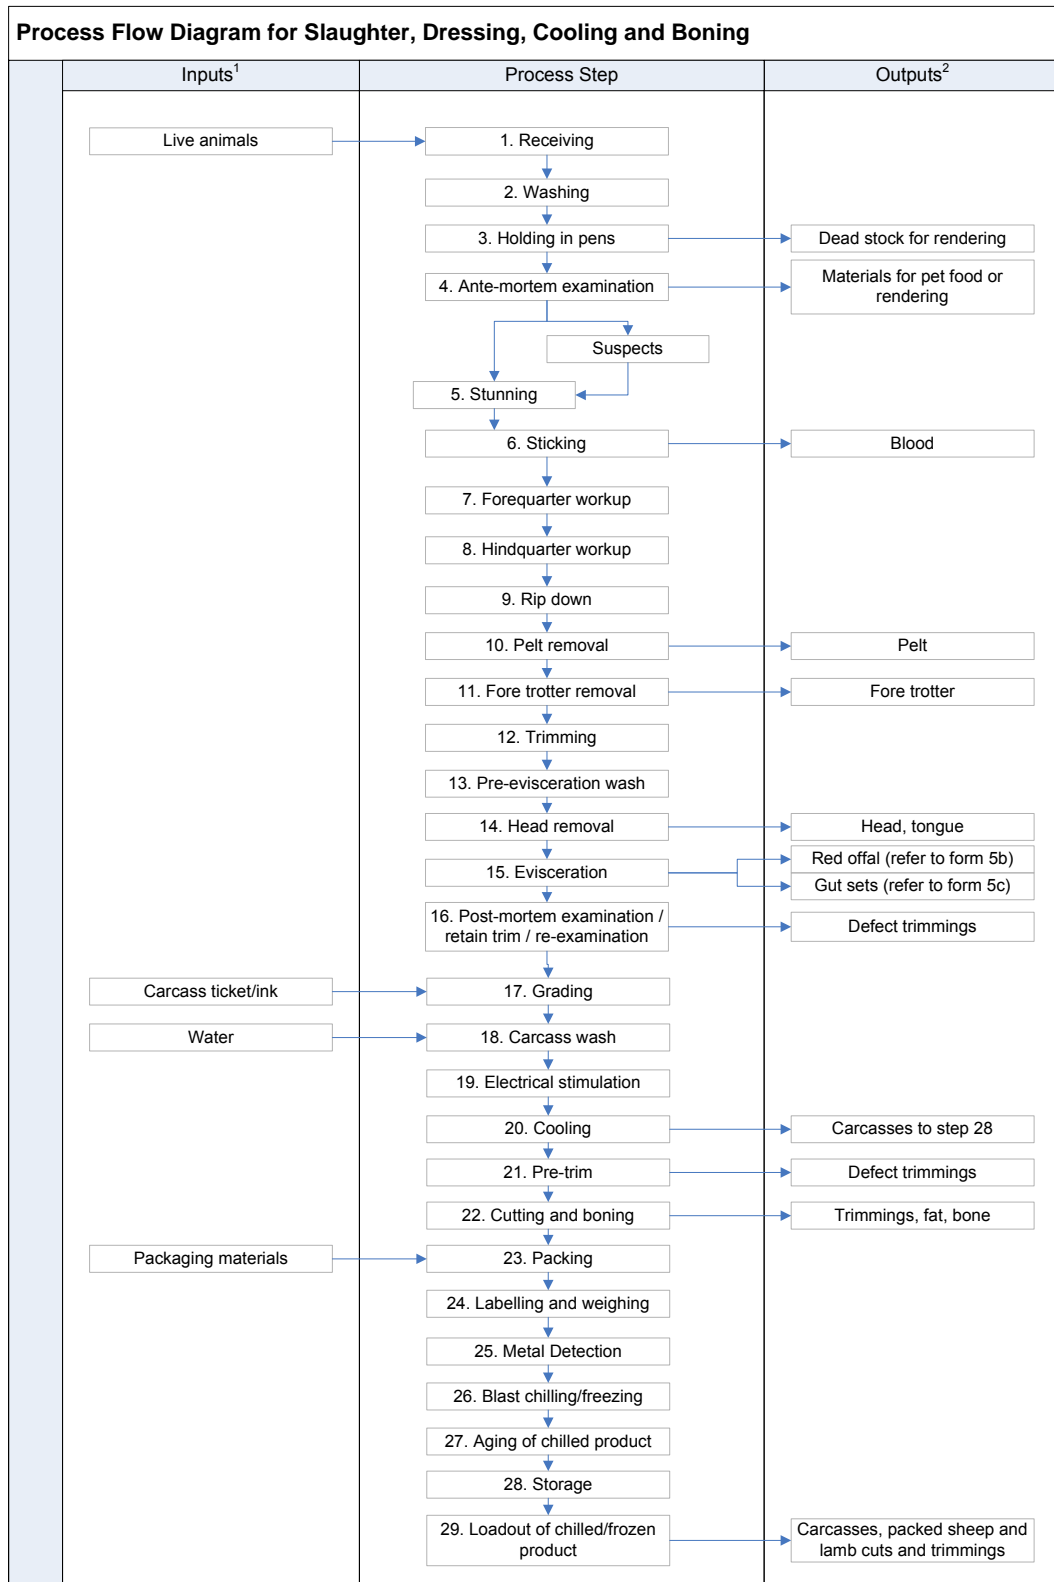 Process Flow Diagram for Slaughter, Dressing, Cooling and Boning
Inputs1
Process Step
Outputs2
Live animals
1. Receiving
2. Washing
3. Holding in pens
Dead stock for rendering
4. Ante-mortem examination
Materials for pet food or
rendering
Suspects
5. Stunning
6. Sticking
Blood
7. Forequarter workup
8. Hindquarter workup
9. Rip down
10. Pelt removal
Pelt
11. Fore trotter removal
Fore trotter
12. Trimming
13. Pre-evisceration wash
14. Head removal
Head, tongue
15. Evisceration
Red offal (refer to form 5b)
Gut sets (refer to form 5c)
16. Post-mortem examination /
retain trim / re-examination
Defect trimmings
Carcass ticket/ink
17. Grading
Water
18. Carcass wash
19. Electrical stimulation
20. Cooling
Carcasses to step 28
21. Pre-trim
Defect trimmings
22. Cutting and boning
Trimmings, fat, bone
Packaging materials
23. Packing
24. Labelling and weighing
25. Metal Detection
26. Blast chilling/freezing
27. Aging of chilled product
28. Storage
29. Loadout of chilled/frozen
product
Carcasses, packed sheep and
lamb cuts and trimmings